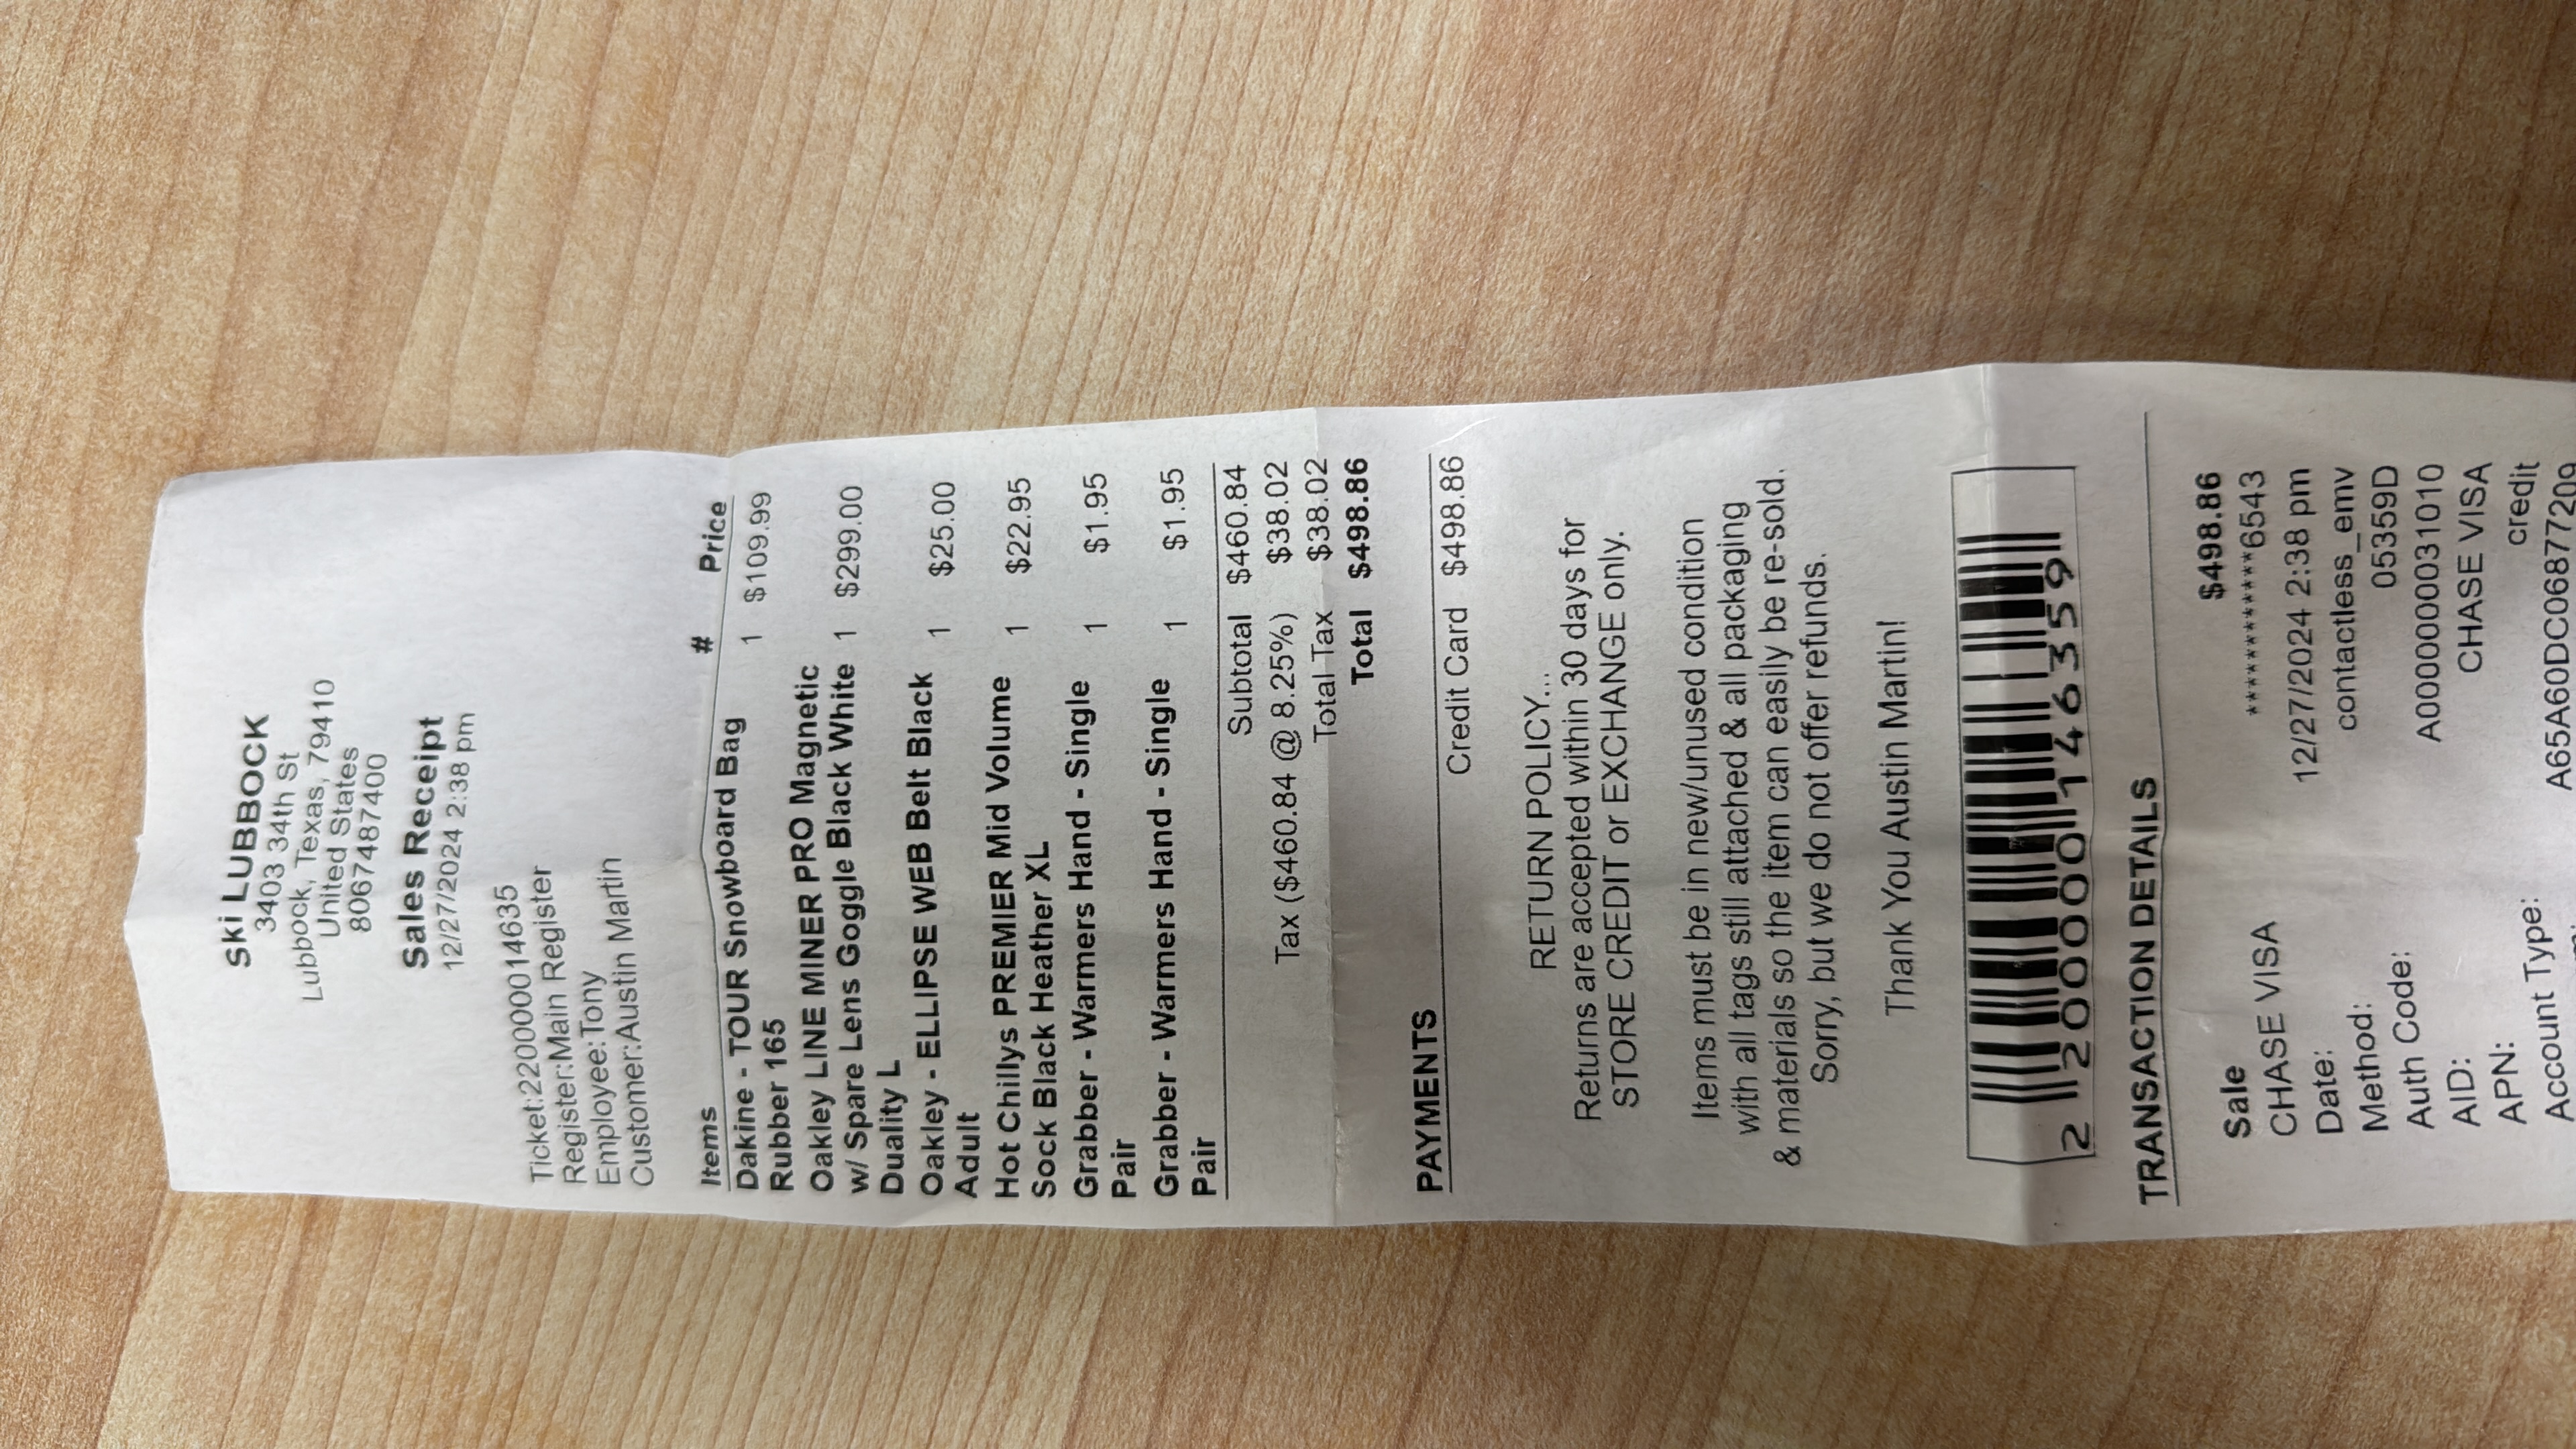 Ski LUBBOCK
3403 34th St
Lubbock, Texas, 79410
United States
8067487400
Sales Receipt
12/27/2024 2:38 pm
Ticket:220000014635
Register:Main Register
Employee:Tony
Customer:Austin Martin
Items # Price
Dakine - TOUR Snowboard Bag 1 $109.99
Rubber 165
Oakley LINE MINER PRO Magnetic
w/ Spare Lens Goggle Black White 1 $299.00
Duality L
Oakley - ELLIPSE WEB Belt Black 1 $25.00
Adult
Hot Chillys PREMIER Mid Volume 1 $22.95
Sock Black Heather XL
Grabber - Warmers Hand - Single 1 $1.95
Pair
Grabber - Warmers Hand - Single 1 $1.95
Pair
Subtotal $460.84
Tax ($460.84 @ 8.25%) $38.02
Total Tax $38.02
Total $498.86
PAYMENTS
Credit Card $498.86
RETURN POLICY...
Returns are accepted within 30 days for
STORE CREDIT or EXCHANGE only.
Items must be in new/unused condition
with all tags still attached & all packaging
& materials so the item can easily be re-sold.
Sorry, but we do not offer refunds.
Thank You Austin Martin!
2 200000 146359
TRANSACTION DETAILS
Sale $498.86
CHASE VISA ************6543
Date: 12/27/2024 2:38 pm
Method: contactless_emv
Auth Code: 05359D
AID: A0000000031010
APN: CHASE VISA
Account Type: credit
A65A60DC06877209